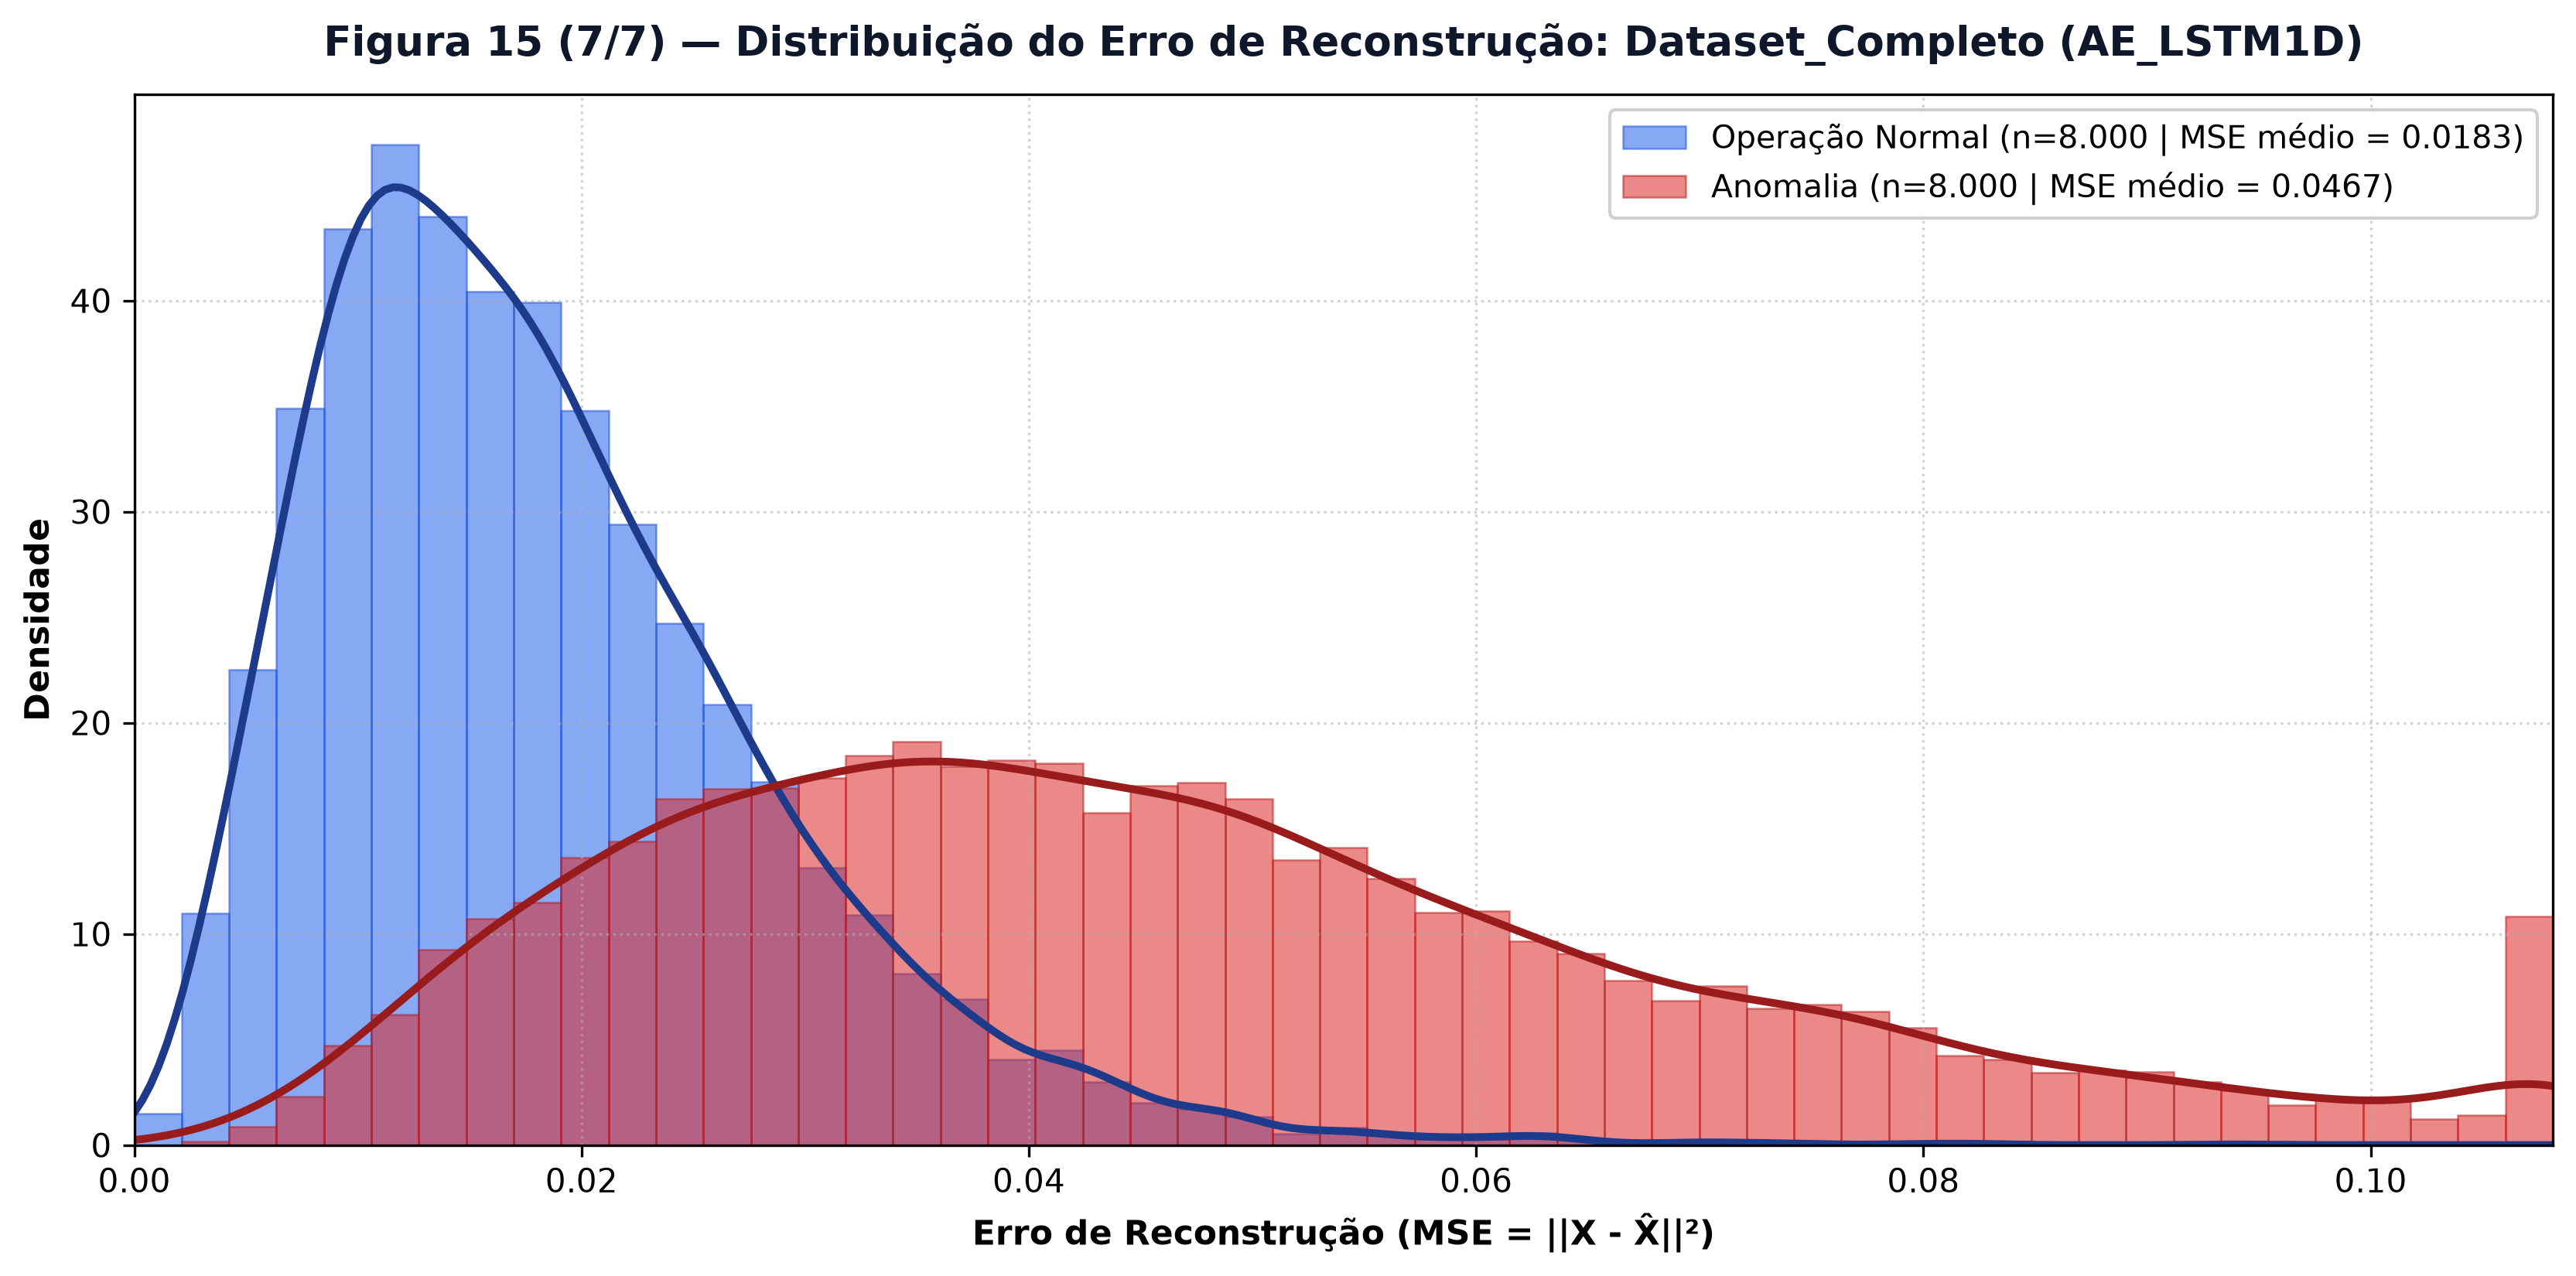 Figura 15 (7/7) — Distribuição do Erro de Reconstrução: Dataset_Completo (AE_LSTM1D)
Operação Normal (n=8.000 | MSE médio = 0.0183)
Anomalia (n=8.000 | MSE médio = 0.0467)
Densidade
40
30
20
10
0
0.00 0.02 0.04 0.06 0.08 0.10
Erro de Reconstrução (MSE = ||X - X̂||²)